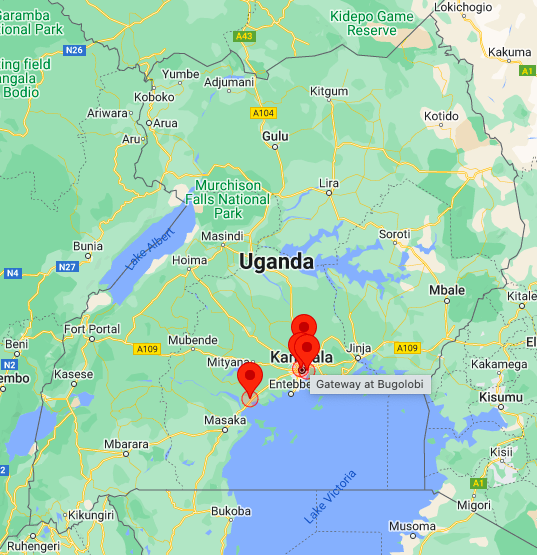 Garamba
National Park
N26
A43
Kidepo Game
Reserve
Lokichogio
Kakuma
A1
Yumbe
Adjumani
Koboko
Kitgum
Ariwara
Arua
A104
Kotido
Aru
Gulu
Murchison
Falls National
Park
Lira
Bunia
Lake Albert
Masindi
Soroti
N4
N27
Hoima
Uganda
Mbale
Kitale
Fort Portal
Beni
A109
Mubende
Jinja
A109
N2
Mityana
Kakamega
Kasese
Entebbe
Gateway at Bugolobi
Kisumu
Masaka
Mbarara
Kisii
A1
Lake Victoria
Migori
Kikungiri
Bukoba
Musoma
Ruhengeri